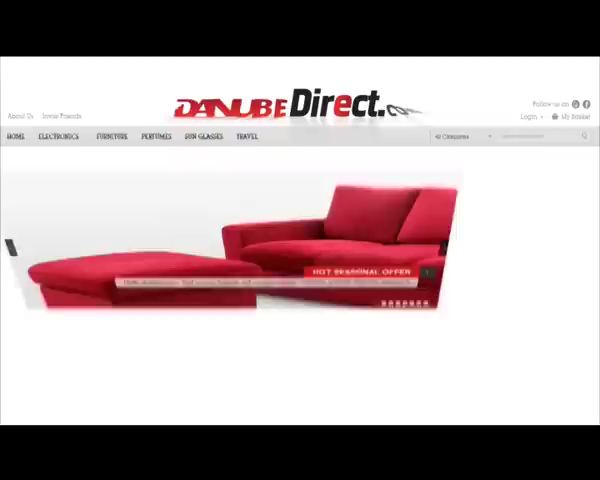 DANUBEDirect.com
Follow us on
About Us Invite Friends
Login My Basket
HOME ELECTRONICS FURNITURE PERFUMES SUN GLASSES TRAVEL All Categories
HOT SEASONAL OFFER